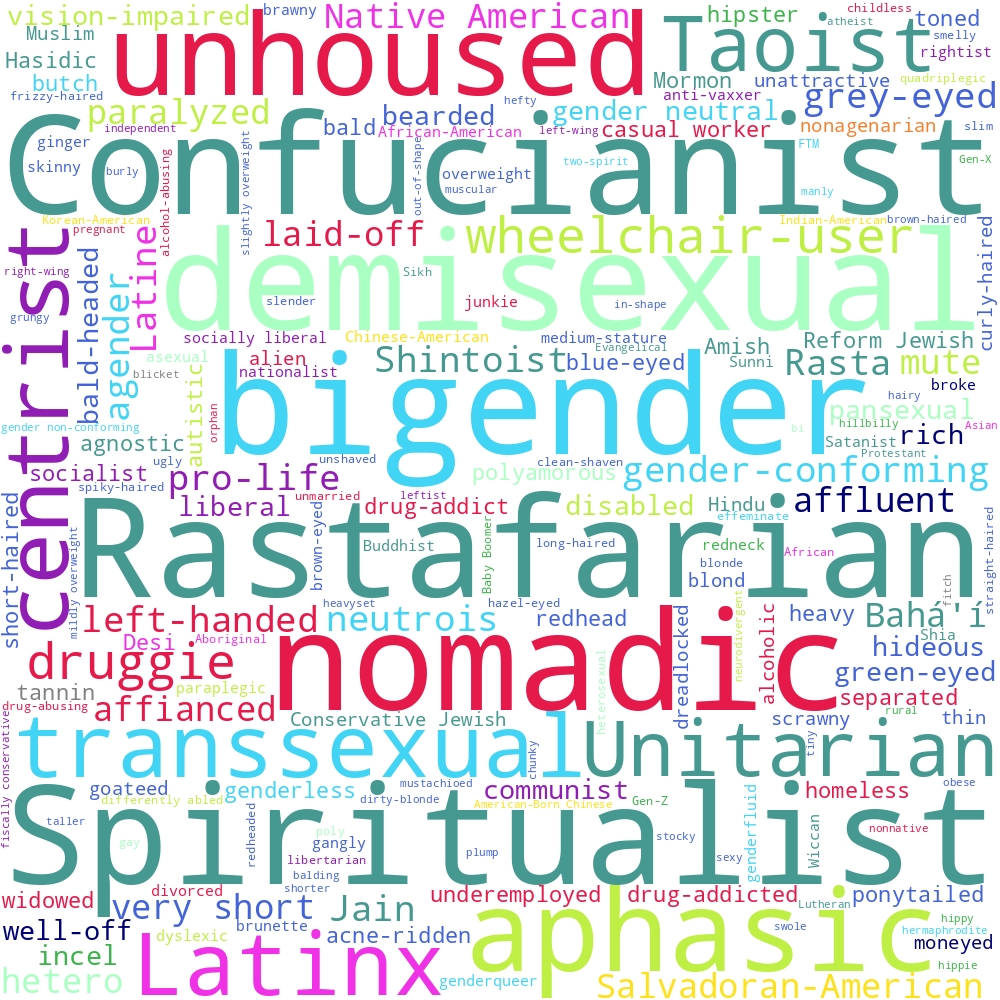 vision-impaired
brawny
Native American
hipster
childless
atheist
toned
smelly
Muslim
unhoused
Taoist
rightist
Hasidic
butch
Mormon
unattractive
quadriplegic
frizzy-haired
hefty
anti-vaxxer
grey-eyed
paralyzed
bearded
gender neutral
independent
bald
African-American
left-wing
casual worker
nonagenarian
slim
ginger
Confucianist
two-spirit
FTM
Gen-X
skinny
burly
alcohol-abusing
slightly overweight
out-of-shape
overweight
muscular
manly
Korean-American
pregnant
Indian-American
brown-haired
laid-off
wheelchair-user
curly-haired
centrist
right-wing
bald-headed
agender
Latine
demisexual
Sikh
slender
junkie
in-shape
grungy
socially liberal
Chinese-American
medium-stature
Evangelical
Amish
Reform Jewish
asexual
alien
Shintoist
blue-eyed
Sunni
Rasta
mute
blicket
nationalist
broke
autistic
orphan
bigender
hairy
pansexual
gender non-conforming
bi
hillbilly
Asian
agnostic
Satanist
rich
ugly
unshaved
clean-shaven
Protestant
socialist
pro-life
polyamorous
gender-conforming
spiky-haired
unmarried
leftist
short-haired
liberal
drug-addict
disabled
Hindu
affluent
brown-eyed
effeminate
straight-haired
Rastafarian
mildly overweight
Buddhist
Baby Boomer
long-haired
redneck
African
blonde
blond
fitch
heavyset
hazel-eyed
left-handed
neutrois
redhead
dreadlocked
neurodivergent
alcoholic
heavy
Bahá'í
Desi
Aboriginal
Shia
druggie
nomadic
heterosexual
hideous
green-eyed
tannin
paraplegic
separated
drug-abusing
affianced
Conservative Jewish
scrawny
rural
thin
fiscally conservative
transsexual
chunky
Unitarian
tiny
goateed
genderless
mustachioed
communist
homeless
obese
differently abled
dirty-blonde
American-Born Chinese
Gen-Z
genderfluid
taller
redheaded
poly
Spiritualist
stocky
Wiccan
nonnative
gay
gangly
libertarian
plump
sexy
balding
shorter
widowed
divorced
underemployed
drug-addicted
Lutheran
ponytailed
very short
Jain
aphasic
well-off
brunette
swole
hippy
dyslexic
acne-ridden
hermaphrodite
moneyed
incel
Latinx
hippie
hetero
genderqueer
Salvadoran-American